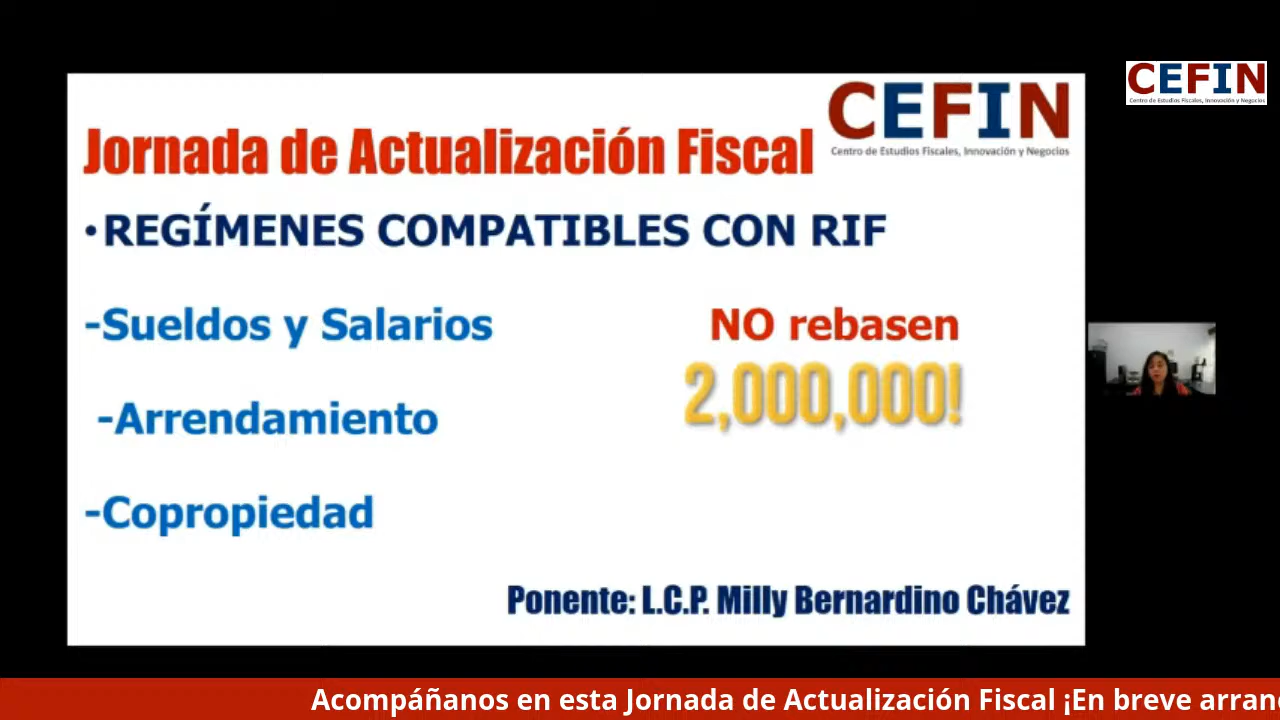 CEFIN
Centro de Estudios Fiscales, Innovación y Negocios
Jornada de Actualización Fiscal
CEFIN
Centro de Estudios Fiscales, Innovación y Negocios
•REGÍMENES COMPATIBLES CON RIF
-Sueldos y Salarios
NO rebasen
2,000,000!
-Arrendamiento
-Copropiedad
Ponente: L.C.P. Milly Bernardino Chávez
Acompáñanos en esta Jornada de Actualización Fiscal ¡En breve arran